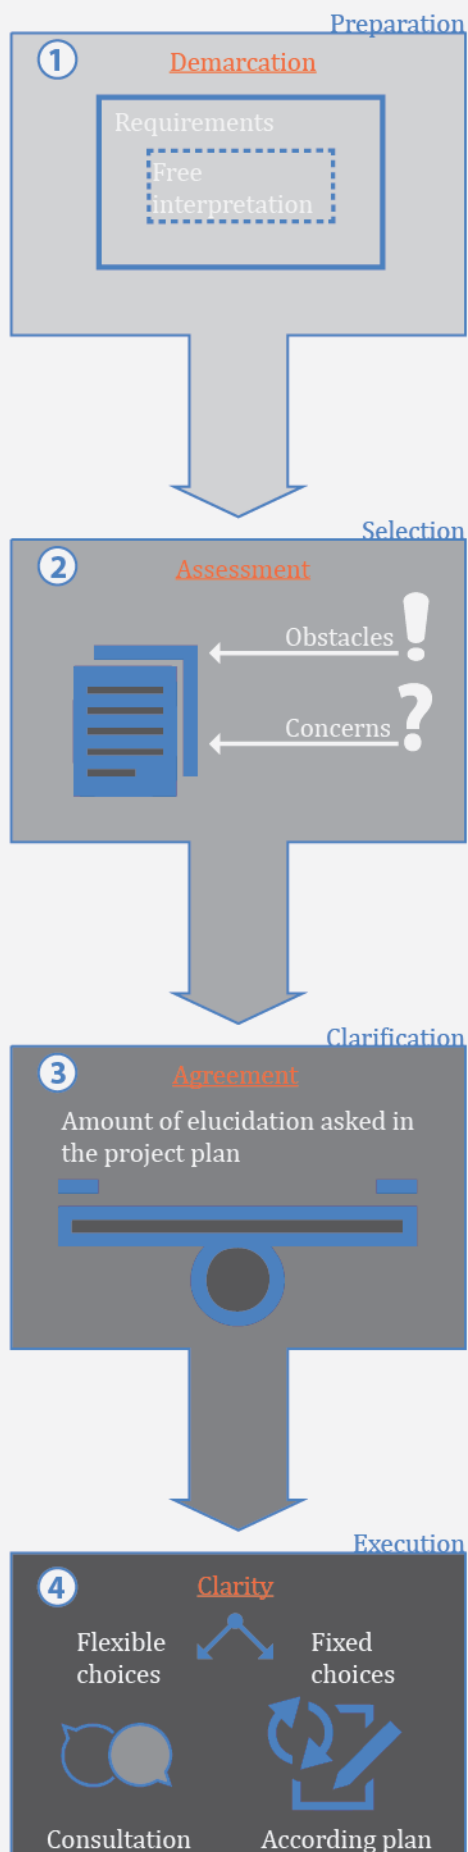 Preparation
1
Demarcation
Requirements
Free
interpretation
Selection
2
Assessment
Obstacles
!
Concerns
?
Clarification
3
Agreement
Amount of elucidation asked in
the project plan
Execution
4
Clarity
Flexible
choices
Fixed
choices
Consultation
According plan